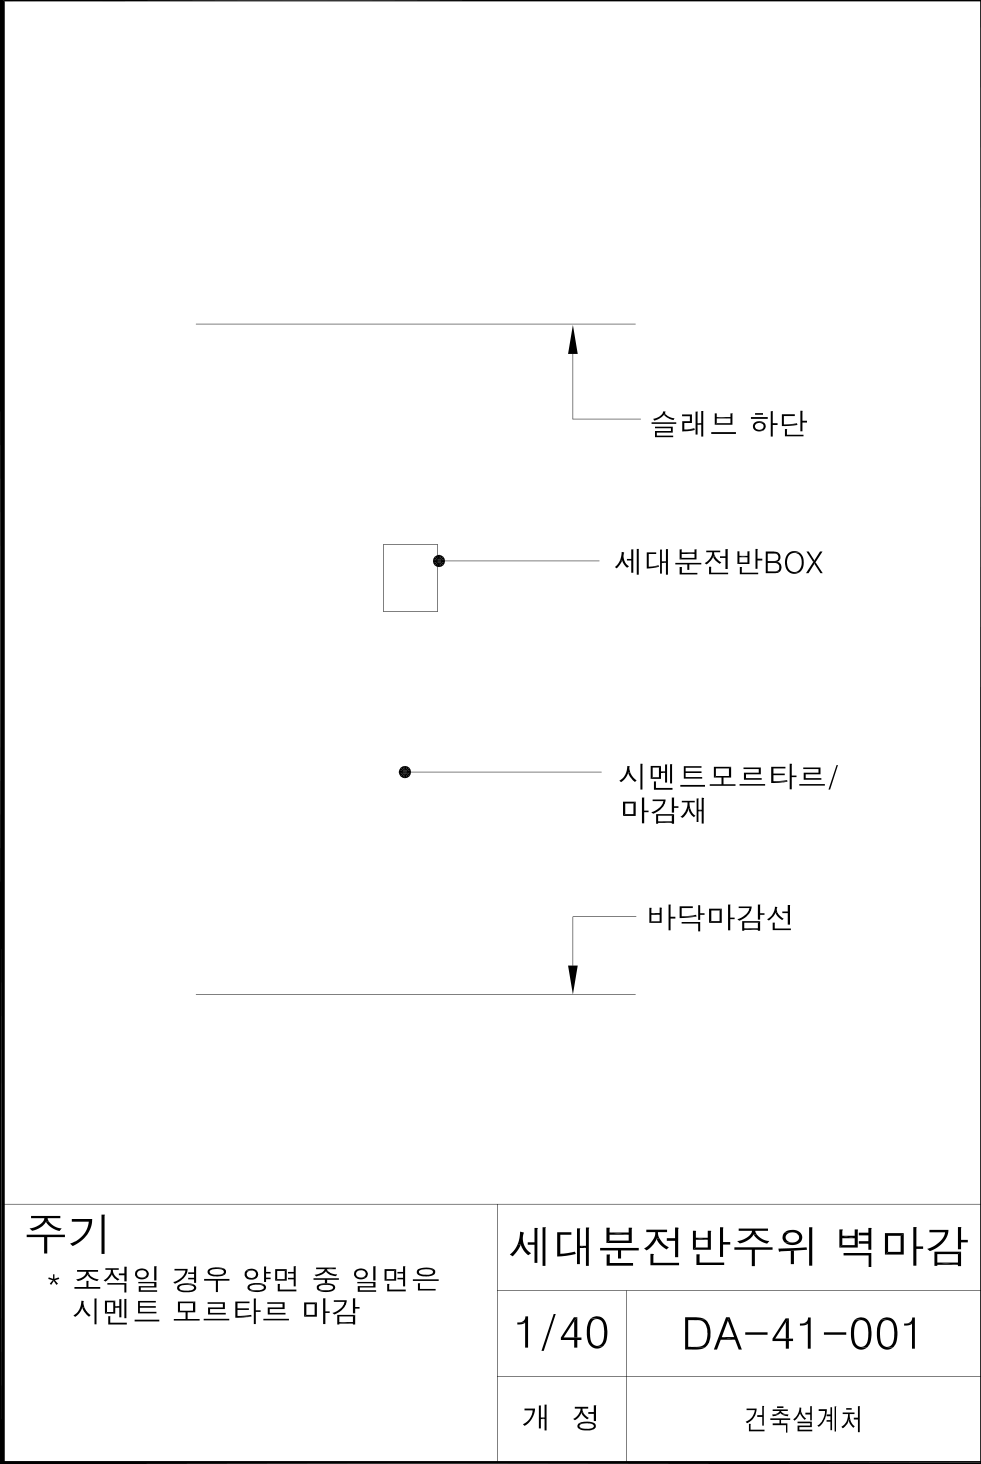 슬래브 하단
세대분전반BOX
시멘트모르타르/
마감재
바닥마감선
주기
* 조적일 경우 양면 중 일면은
시멘트 모르타르 마감
세대분전반주위 벽마감
1/40
DA-41-001
개 정
건축설계처